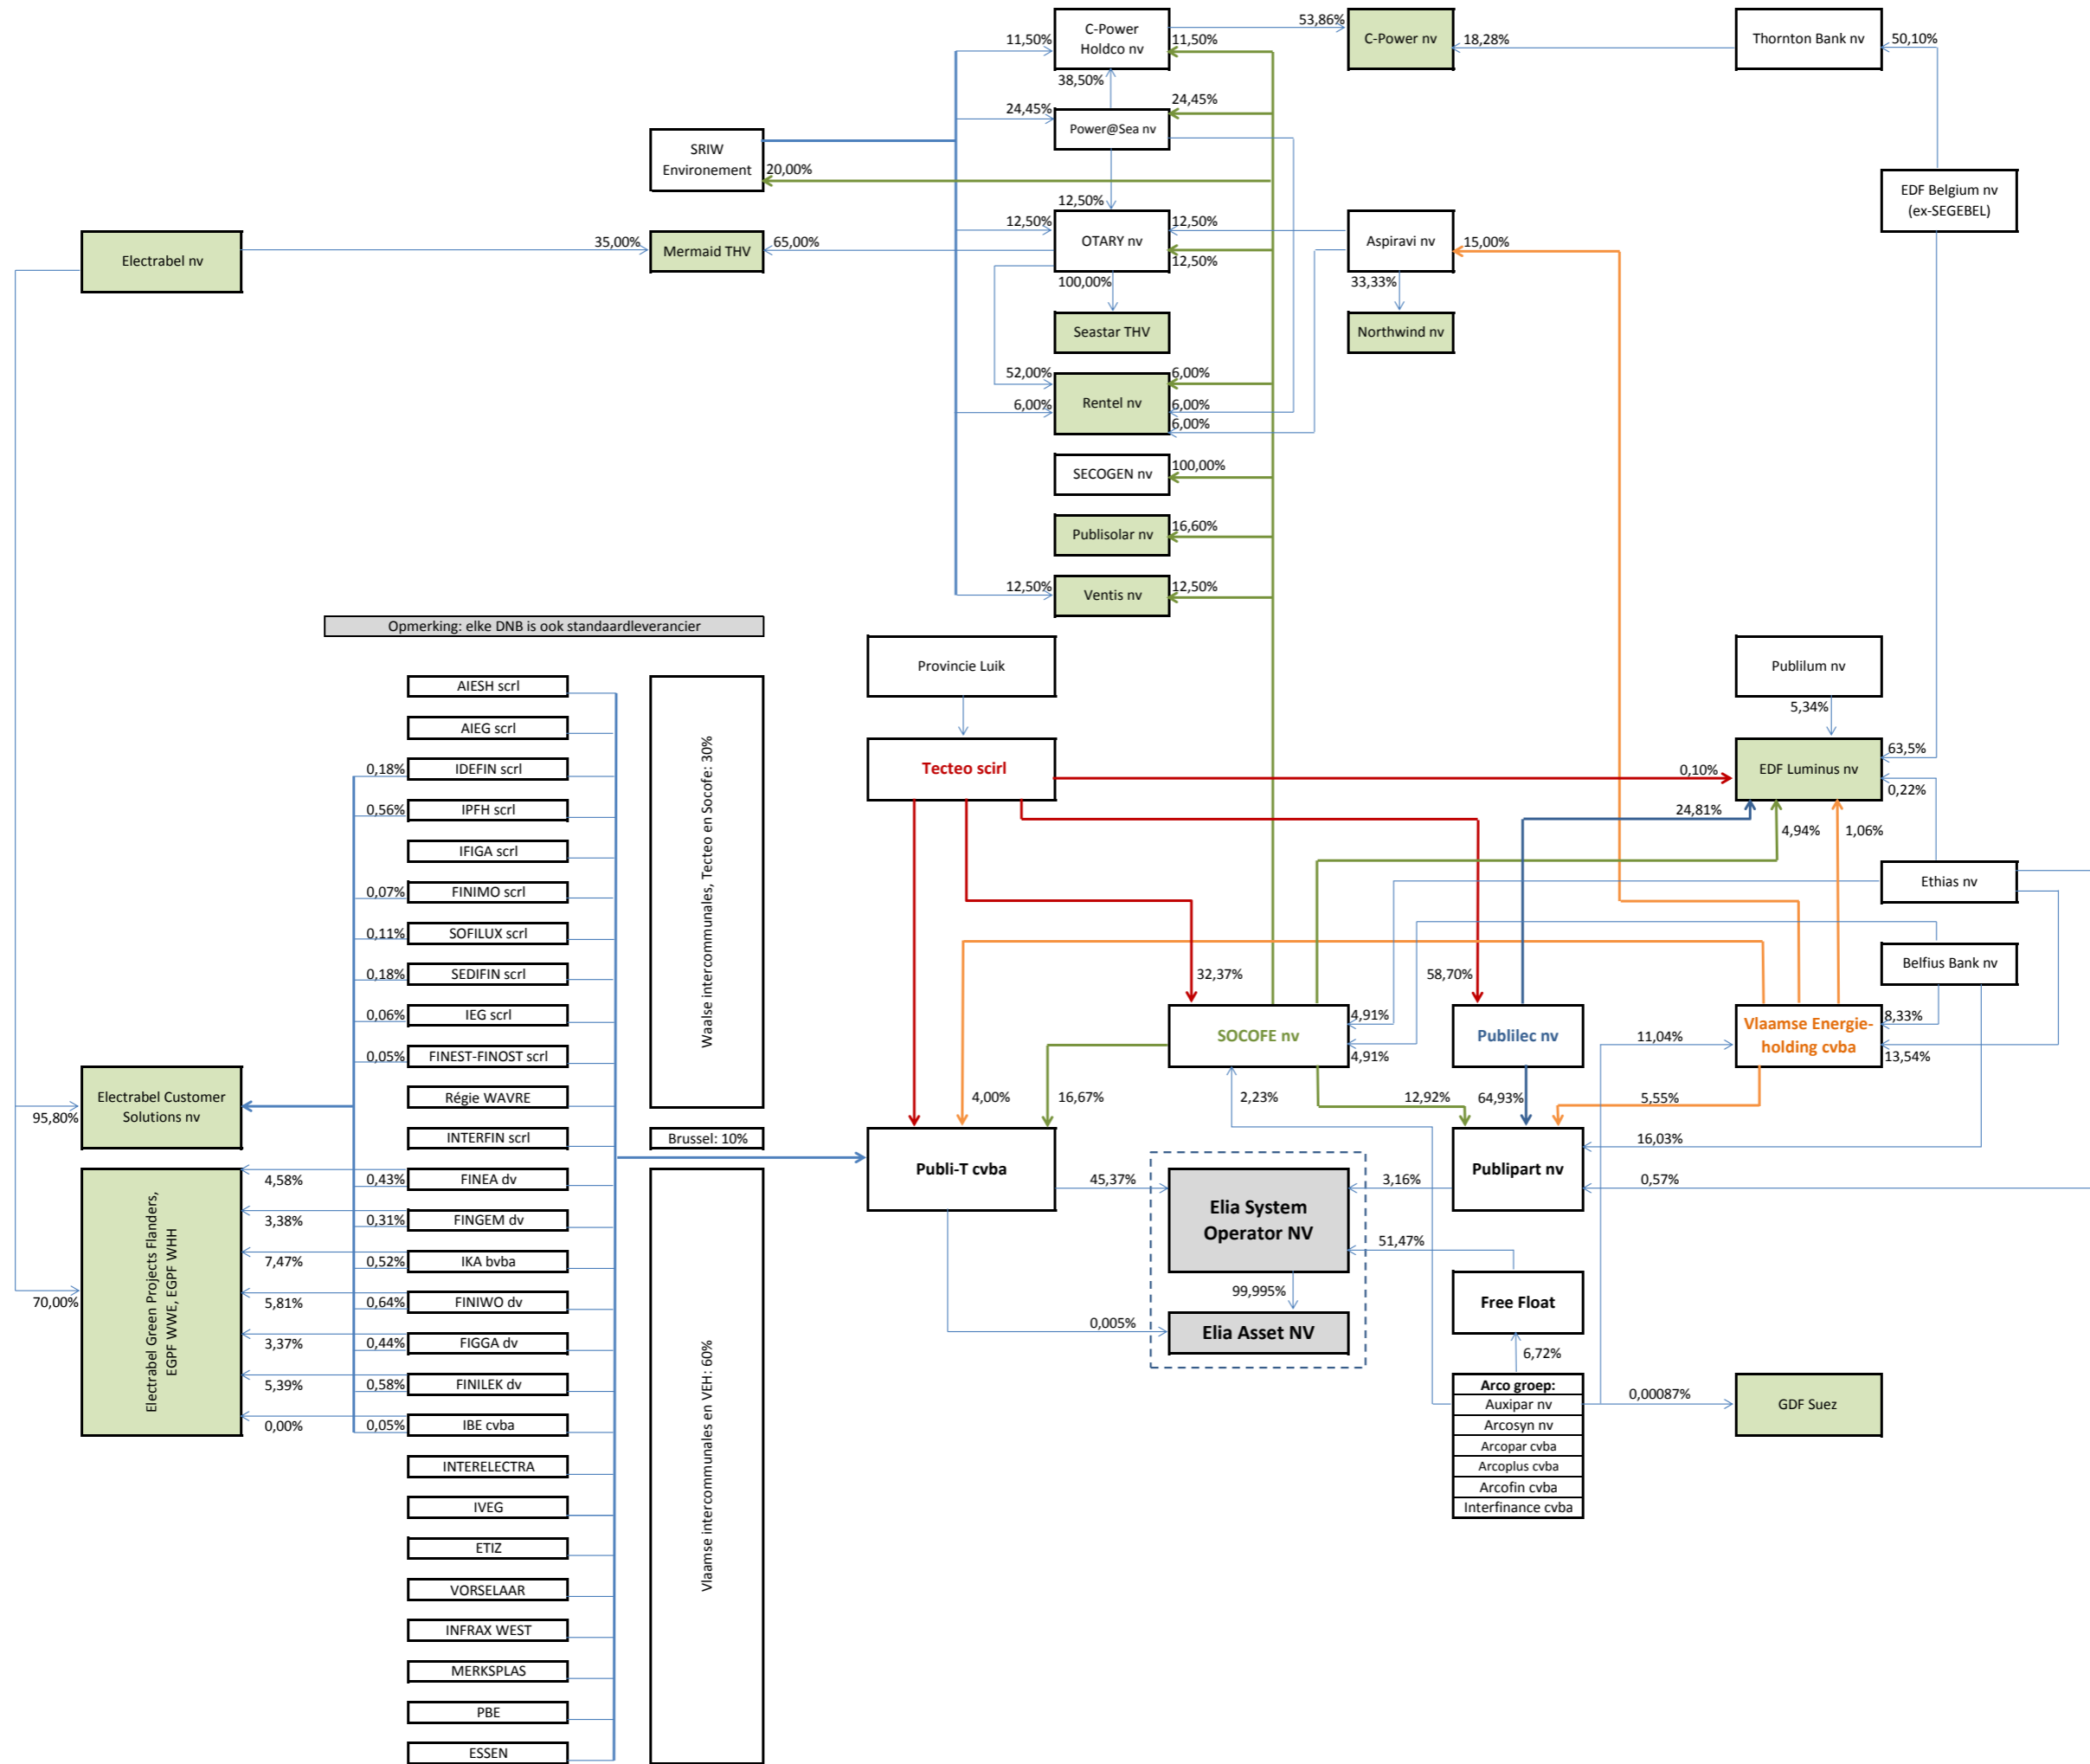 C-Power
Holdco nv
11,50%
11,50%
53,86%
C-Power nv
18,28%
Thornton Bank nv
50,10%
38,50%
24,45%
24,45%
Power@Sea nv
SRIW
Environement
20,00%
EDF Belgium nv
(ex-SEGEBEL)
12,50%
12,50%
OTARY nv
12,50%
12,50%
Aspiravi nv
15,00%
Electrabel nv
35,00%
Mermaid THV
65,00%
100,00%
33,33%
Seastar THV
Northwind nv
52,00%
6,00%
Rentel nv
6,00%
6,00%
6,00%
SECOGEN nv
100,00%
Publisolar nv
16,60%
12,50%
Ventis nv
12,50%
Opmerking: elke DNB is ook standaardleverancier
Provincie Luik
Publilum nv
5,34%
AIESH scrl
AIEG scrl
0,18%
IDEFIN scrl
0,56%
IPFH scrl
IFIGA scrl
0,07%
FINIMO scrl
0,11%
SOFILUX scrl
0,18%
SEDIFIN scrl
0,06%
IEG scrl
0,05%
FINEST-FINOST scrl
Régie WAVRE
INTERFIN scrl
Waalse intercommunales, Tecteo en Socofe: 30%
Brussel: 10%
Tecteo scirl
0,10%
EDF Luminus nv
63,5%
0,22%
24,81%
4,94%
1,06%
Ethias nv
Belfius Bank nv
32,37%
58,70%
SOCOFE nv
4,91%
4,91%
Publilec nv
11,04%
Vlaamse Energie-
holding cvba
8,33%
13,54%
Electrabel Customer
Solutions nv
95,80%
4,00%
16,67%
2,23%
12,92%
64,93%
5,55%
16,03%
0,57%
Publi-T cvba
45,37%
Elia System
Operator NV
3,16%
Publipart nv
51,47%
99,995%
0,005%
Elia Asset NV
Free Float
6,72%
Electrabel Green Projects Flanders,
EGPF WWE, EGPF WHH
70,00%
4,58%
0,43%
FINEA dv
3,38%
0,31%
FINGEM dv
7,47%
0,52%
IKA bvba
5,81%
0,64%
FINIWO dv
3,37%
0,44%
FIGGA dv
5,39%
0,58%
FINILEK dv
0,00%
0,05%
IBE cvba
INTERELECTRA
IVEG
ETIZ
VORSELAAR
INFRAX WEST
MERKSPLAS
PBE
ESSEN
Vlaamse intercommunales en VEH: 60%
Arco groep:
Auxipar nv
Arcosyn nv
Arcopar cvba
Arcoplus cvba
Arcofin cvba
Interfinance cvba
0,00087%
GDF Suez